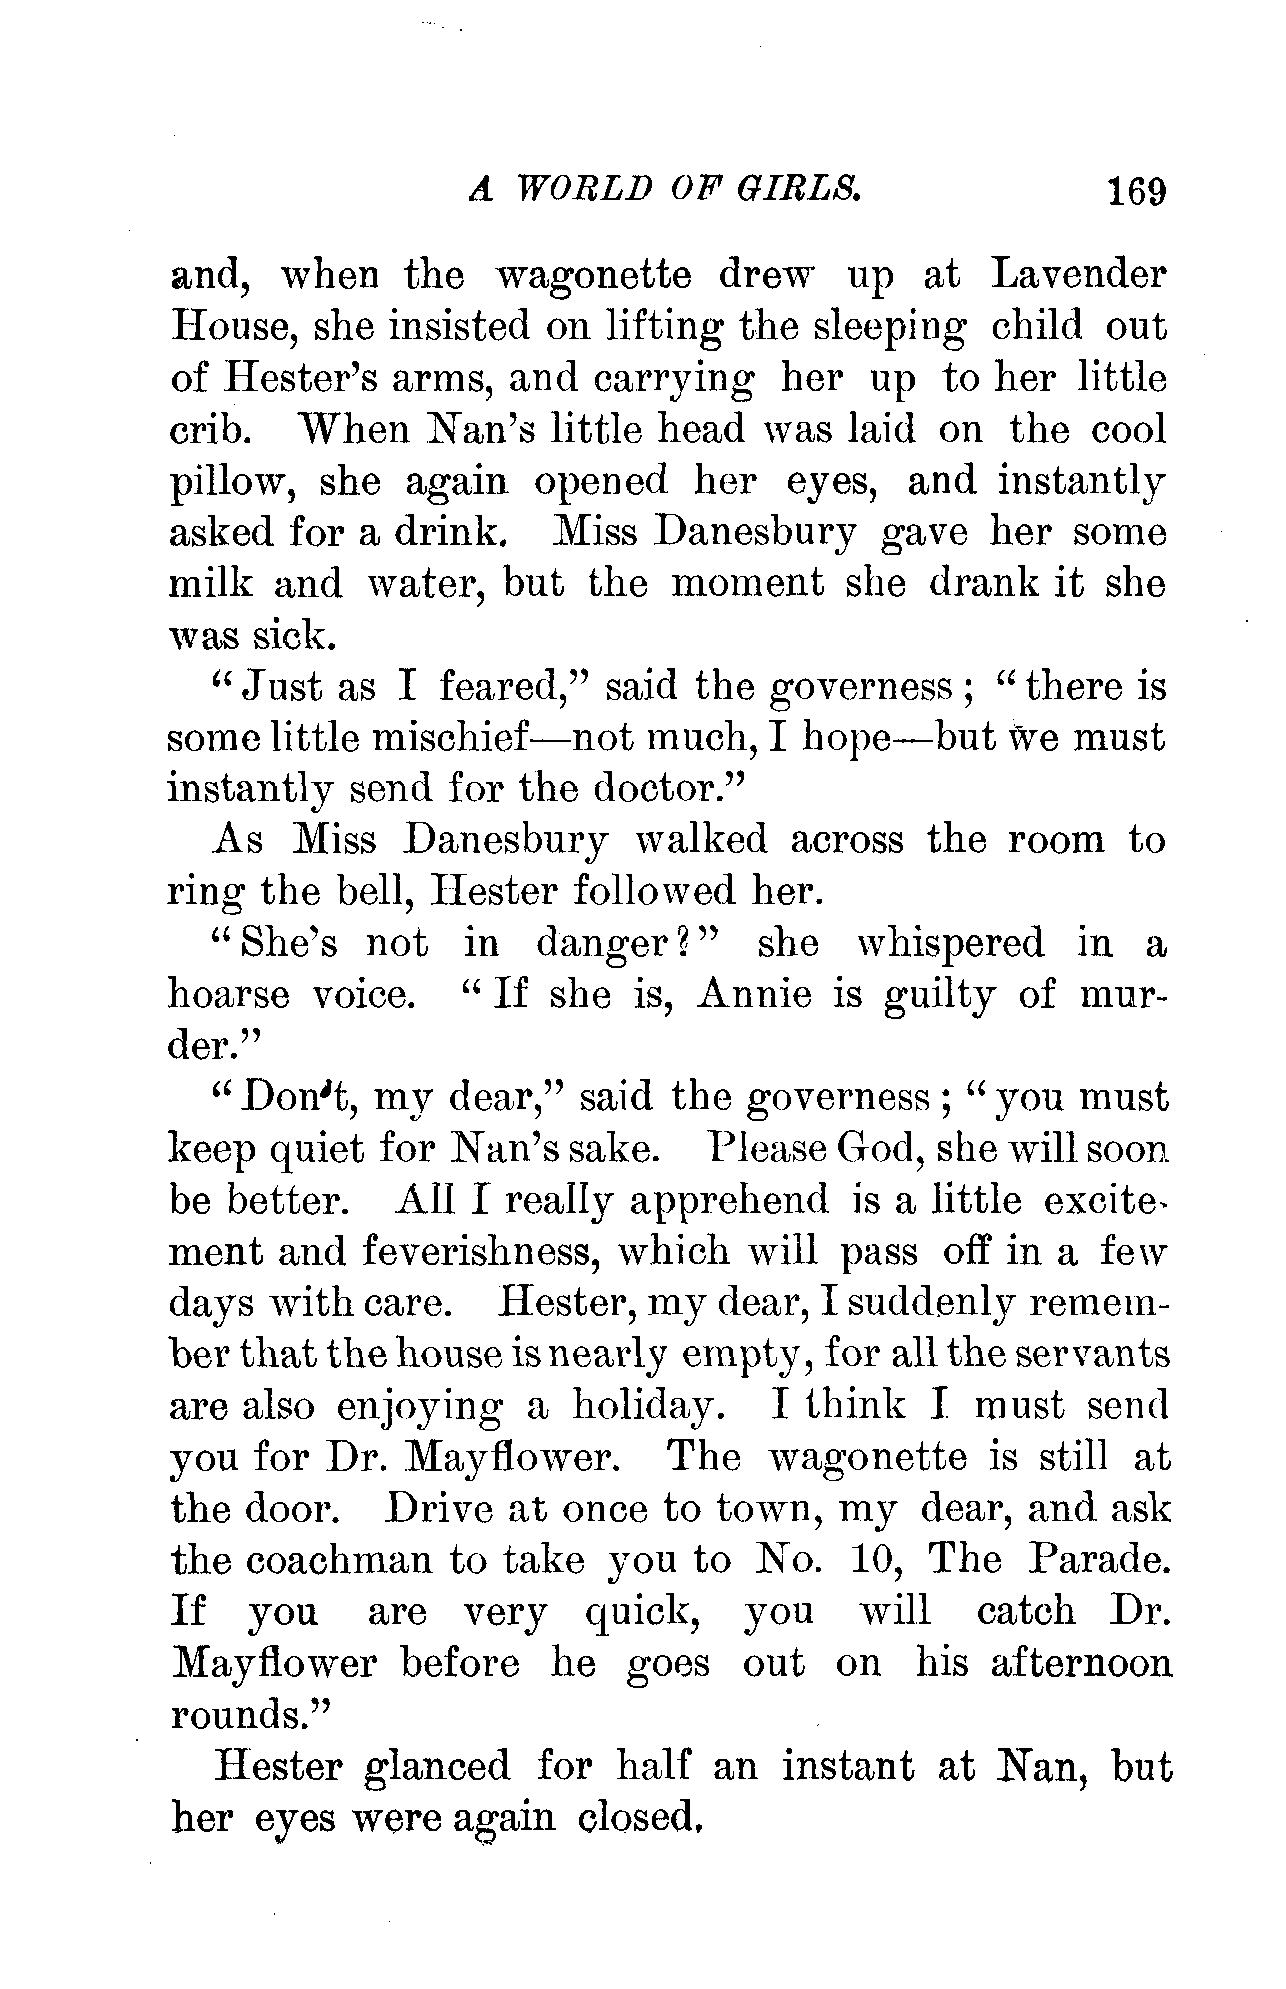 A WORLD OF GIRLS. 169
and, when the wagonette drew up at Lavender
House, she insisted on lifting the sleeping child out
of Hester's arms, and carrying her up to her little
crib. When Nan's little head was laid on the cool
pillow, she again opened her eyes, and instantly
asked for a drink. Miss Danesbury gave her some
milk and water, but the moment she drank it she
was sick.
“Just as I feared,” said the governess; “there is
some little mischief—not much, I hope—but we must
instantly send for the doctor.”
As Miss Danesbury walked across the room to
ring the bell, Hester followed her.
“She's not in danger?” she whispered in a
hoarse voice. “If she is, Annie is guilty of mur-
der.”
“Don't, my dear,” said the governess; “you must
keep quiet for Nan's sake. Please God, she will soon
be better. All I really apprehend is a little excite-
ment and feverishness, which will pass off in a few
days with care. Hester, my dear, I suddenly remem-
ber that the house is nearly empty, for all the servants
are also enjoying a holiday. I think I must send
you for Dr. Mayflower. The wagonette is still at
the door. Drive at once to town, my dear, and ask
the coachman to take you to No. 10, The Parade.
If you are very quick, you will catch Dr.
Mayflower before he goes out on his afternoon
rounds.”
Hester glanced for half an instant at Nan, but
her eyes were again closed.